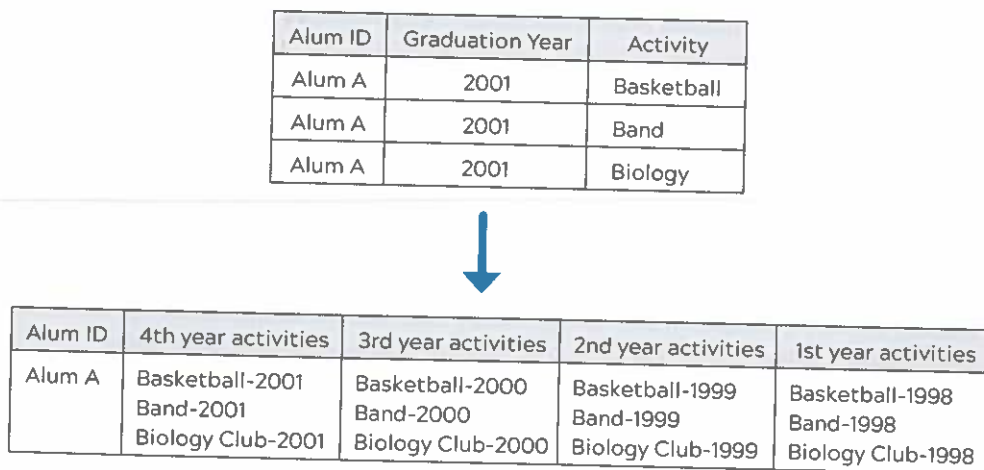 Alum ID Graduation Year Activity
Alum A 2001 Basketball
Alum A 2001 Band
Alum A 2001 Biology
Alum ID 4th year activities 3rd year activities 2nd year activities 1st year activities
Alum A Basketball-2001 Basketball-2000 Basketball-1999 Basketball-1998
Band-2001 Band-2000 Band-1999 Band-1998
Biology Club-2001 Biology Club-2000 Biology Club-1999 Biology Club-1998